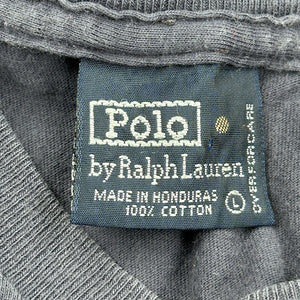 Polo
by Ralph Lauren
MADE IN HONDURAS
100% COTTON
L
OVER FOR CARE